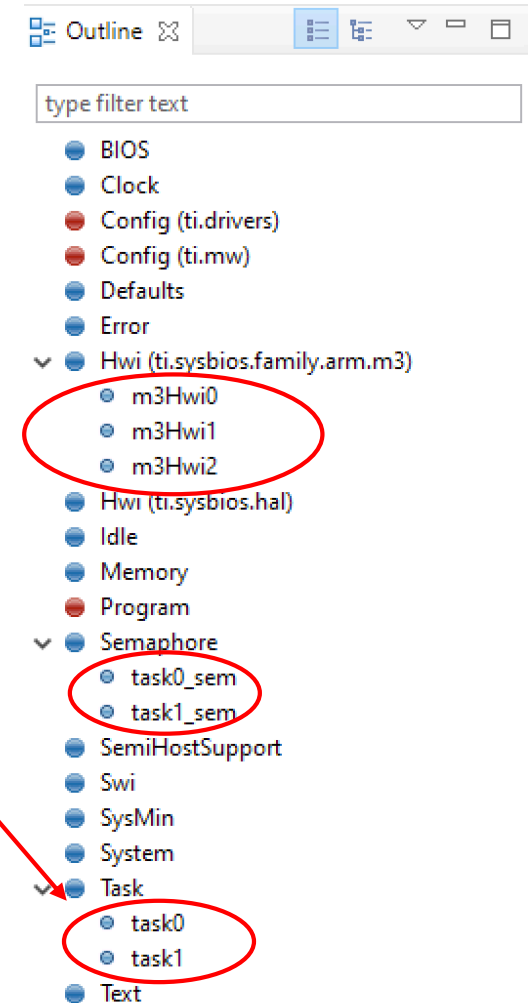 Outline
type filter text
BIOS
Clock
Config (ti.drivers)
Config (ti.mw)
Defaults
Error
Hwi (ti.sysbios.family.arm.m3)
m3Hwi0
m3Hwi1
m3Hwi2
Hwi (ti.sysbios.hal)
Idle
Memory
Program
Semaphore
task0_sem
task1_sem
SemiHostSupport
Swi
SysMin
System
Task
task0
task1
Text